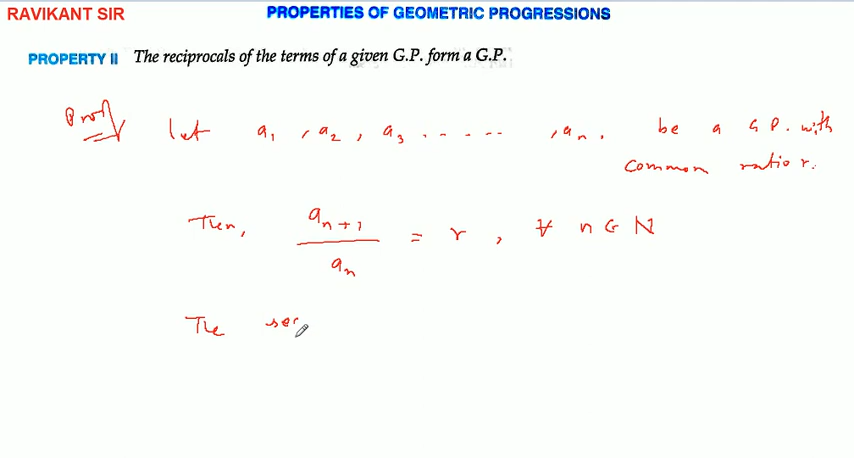 RAVIKANT SIR PROPERTIES OF GEOMETRIC PROGRESSIONS
PROPERTY II The reciprocals of the terms of a given G.P. form a G.P.
Proof let a₁, a₂, a₃ . . . . . . , aₙ . be a G P. with
common ratio r.
Then, aₙ₊₁ / aₙ = r, ∀ n ∈ N
The ser